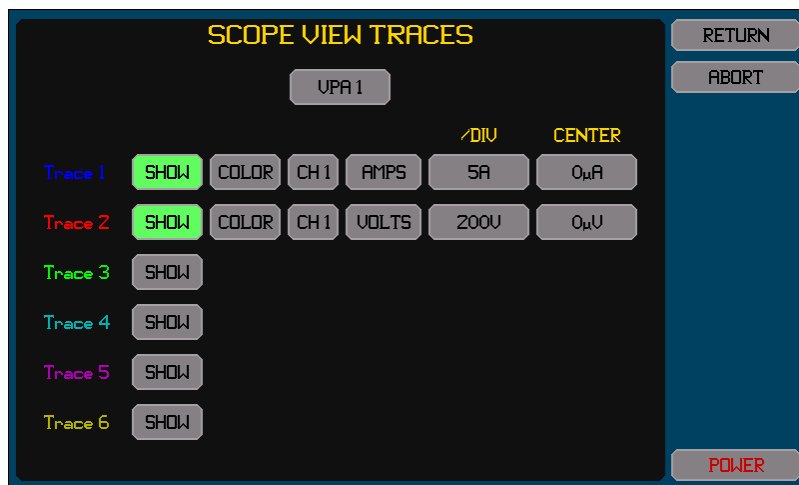 SCOPE VIEW TRACES
RETURN
VPA 1
ABORT
/DIV CENTER
Trace 1 SHOW COLOR CH 1 AMPS 5A 0µA
Trace 2 SHOW COLOR CH 1 VOLTS 200V 0µV
Trace 3 SHOW
Trace 4 SHOW
Trace 5 SHOW
Trace 6 SHOW
POWER